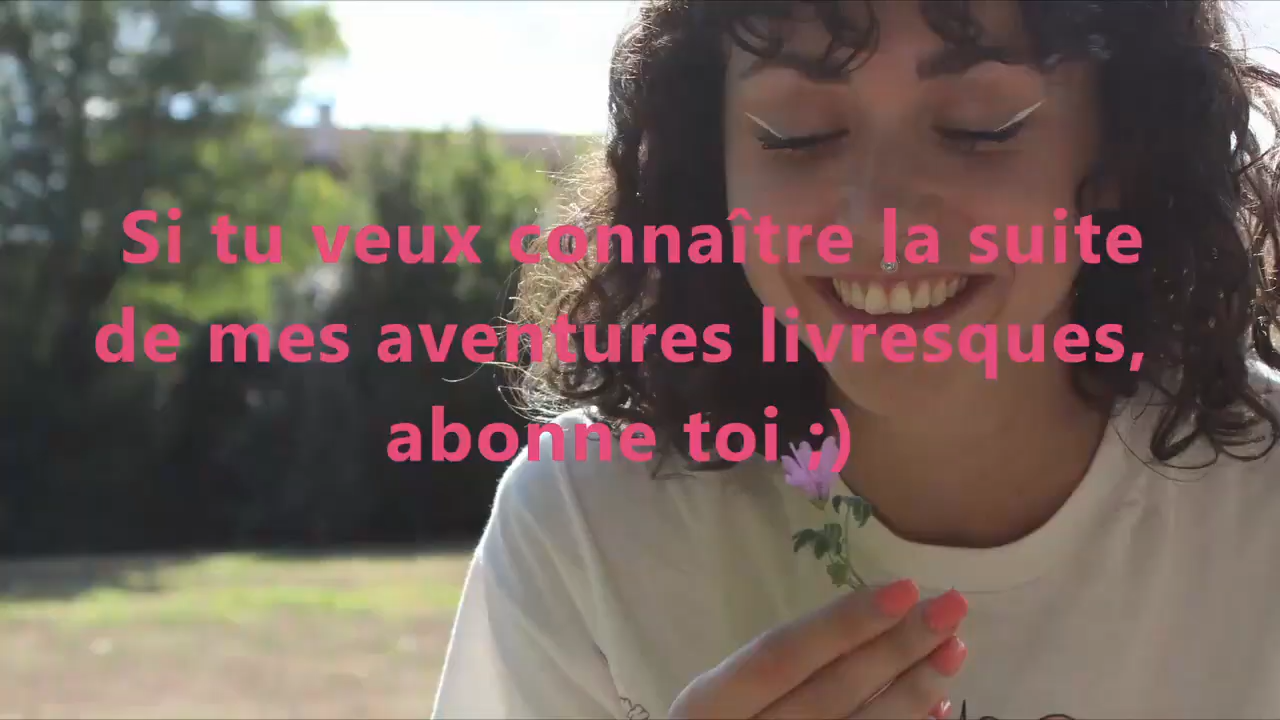 Si tu veux connaître la suite
de mes aventures livresques,
abonne toi ;)